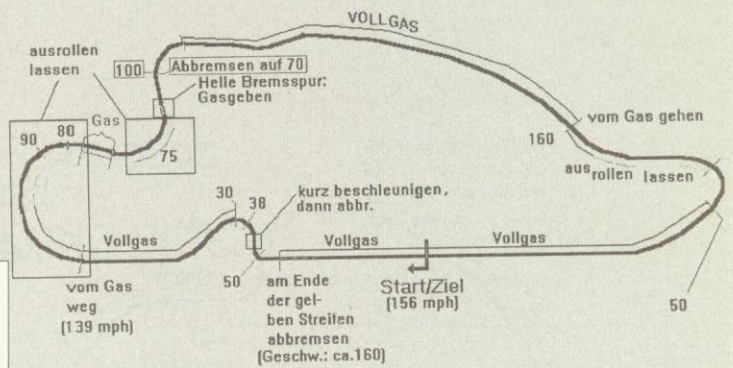 VOLLGAS
ausrollen
lassen
100
Abbremsen auf 70
Helle Bremsspur:
Gasgeben
Gas
vom Gas gehen
160
90
80
75
ausrollen lassen
30
38
kurz beschleunigen,
dann abbr.
Vollgas
Vollgas
Vollgas
50
50
vom Gas
weg
(139 mph)
am Ende
der gel-
ben Streifen
abbremsen
(Geschw.: ca.160)
Start/Ziel
(156 mph)